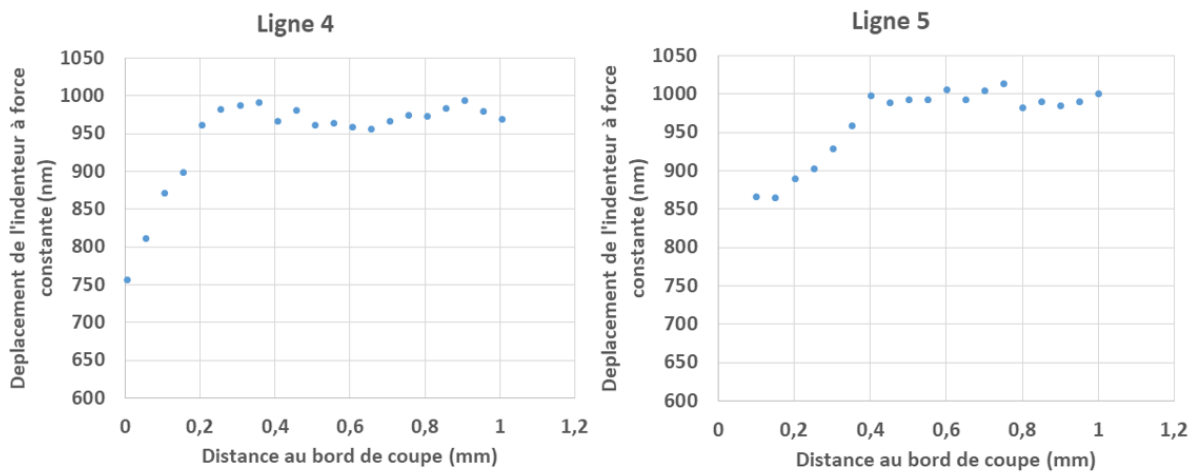 Ligne 4
1050
1000
950
900
850
800
750
700
650
600
0 0,2 0,4 0,6 0,8 1 1,2
Distance au bord de coupe (mm)
Deplacement de l'indenteur à force
constante (nm)
Ligne 5
1050
1000
950
900
850
800
750
700
650
600
0 0,2 0,4 0,6 0,8 1 1,2
Distance au bord de coupe (mm)
Deplacement de l'indenteur à force
constante (nm)